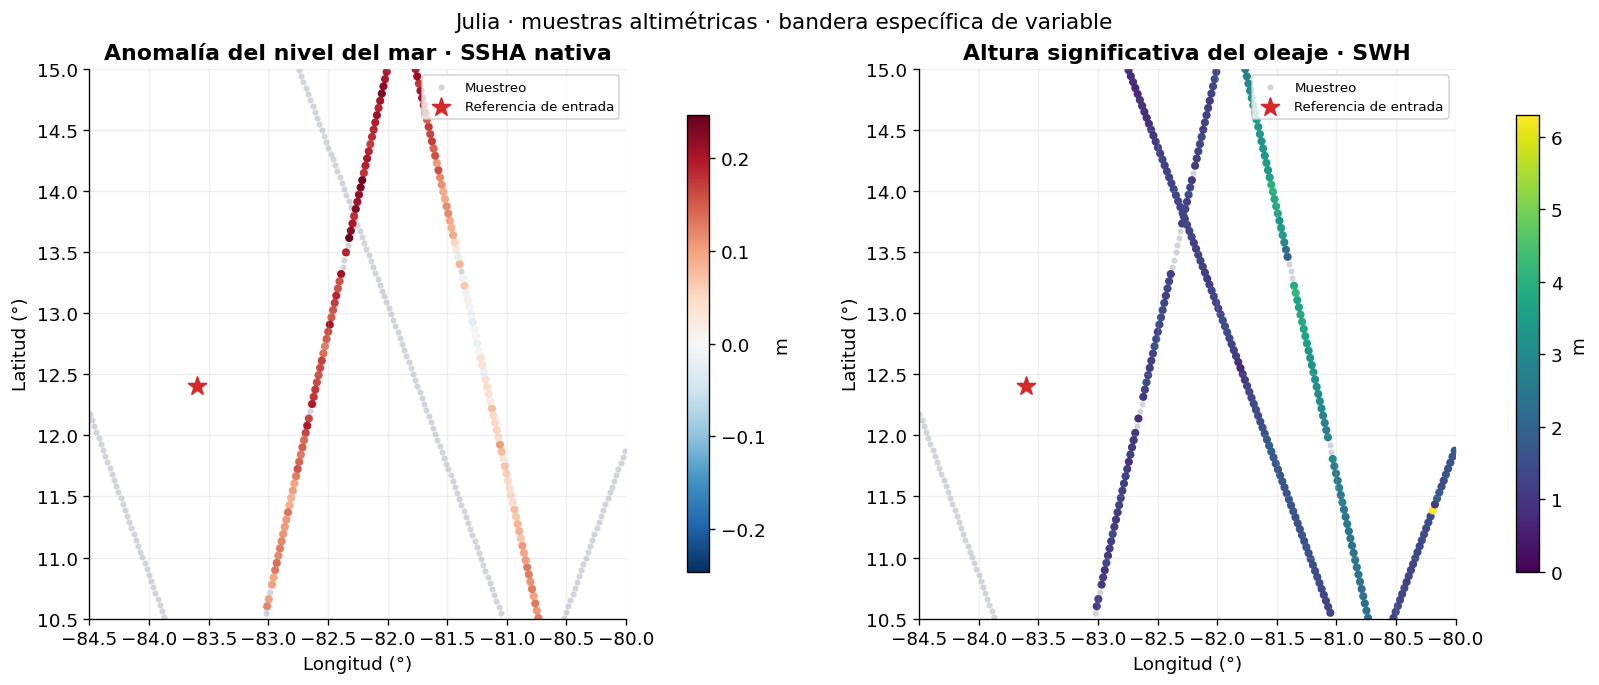 Julia · muestras altimétricas · bandera específica de variable
Anomalía del nivel del mar · SSHA nativa
Muestreo
Referencia de entrada
15.0
14.5
14.0
13.5
13.0
12.5
12.0
11.5
11.0
10.5
Latitud (°)
−84.5 −84.0 −83.5 −83.0 −82.5 −82.0 −81.5 −81.0 −80.5 −80.0
Longitud (°)
0.2
0.1
0.0
−0.1
−0.2
m
Altura significativa del oleaje · SWH
Muestreo
Referencia de entrada
15.0
14.5
14.0
13.5
13.0
12.5
12.0
11.5
11.0
10.5
Latitud (°)
−84.5 −84.0 −83.5 −83.0 −82.5 −82.0 −81.5 −81.0 −80.5 −80.0
Longitud (°)
6
5
4
3
2
1
0
m